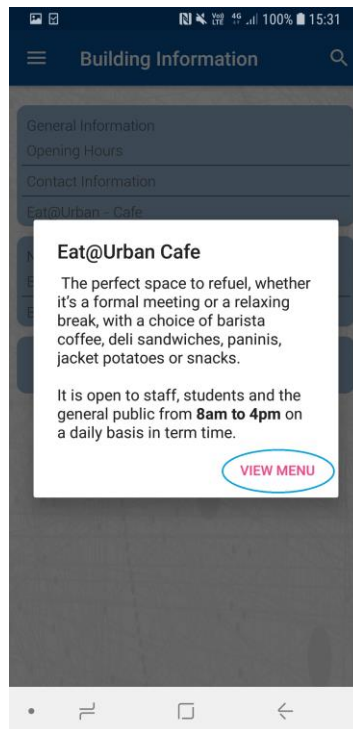 VoLTE 4G 100% 15:31
Building Information
General Information
Opening Hours
Contact Information
Eat@Urban - Cafe
Eat@Urban Cafe
The perfect space to refuel, whether
it's a formal meeting or a relaxing
break, with a choice of barista
coffee, deli sandwiches, paninis,
jacket potatoes or snacks.
It is open to staff, students and the
general public from 8am to 4pm on
a daily basis in term time.
VIEW MENU